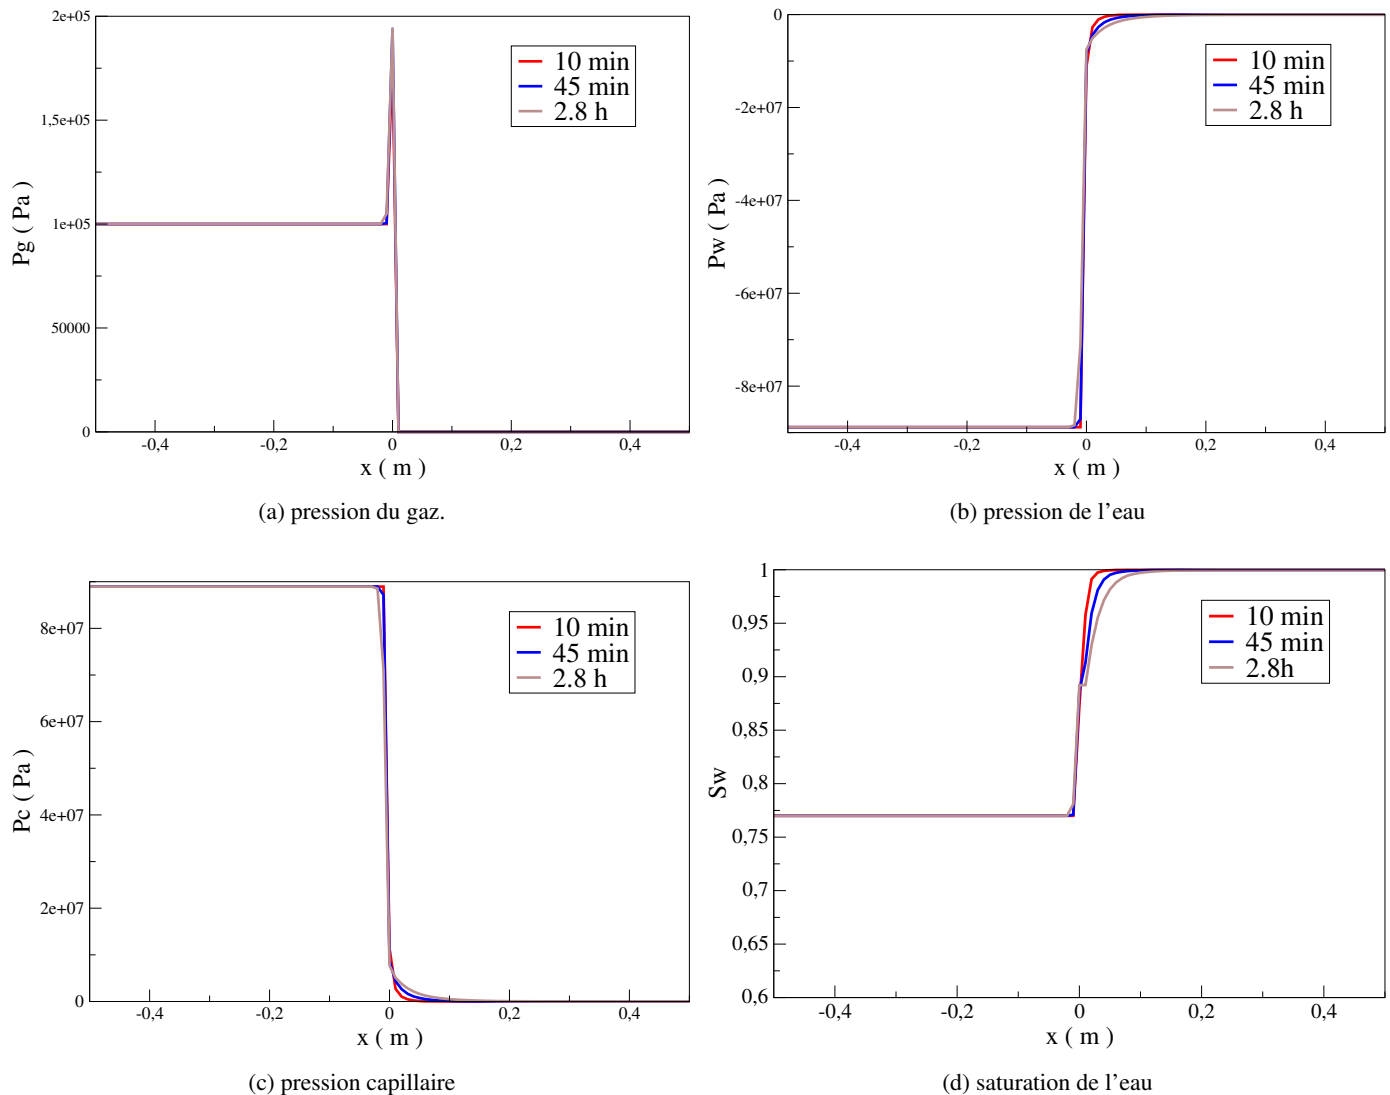 2e+05
1,5e+05
1e+05
50000
0
Pg ( Pa )
10 min
45 min
2.8 h
-0,4
-0,2
0
0,2
0,4
x ( m )
(a) pression du gaz.
0
-2e+07
-4e+07
-6e+07
-8e+07
Pw ( Pa )
10 min
45 min
2.8 h
-0,4
-0,2
0
0,2
0,4
x ( m )
(b) pression de l'eau
8e+07
6e+07
4e+07
2e+07
0
Pc ( Pa )
10 min
45 min
2.8 h
-0,4
-0,2
0
0,2
0,4
x ( m )
(c) pression capillaire
1
0,95
0,9
0,85
0,8
0,75
0,7
0,65
0,6
Sw
10 min
45 min
2.8h
-0,4
-0,2
0
0,2
0,4
x ( m )
(d) saturation de l'eau